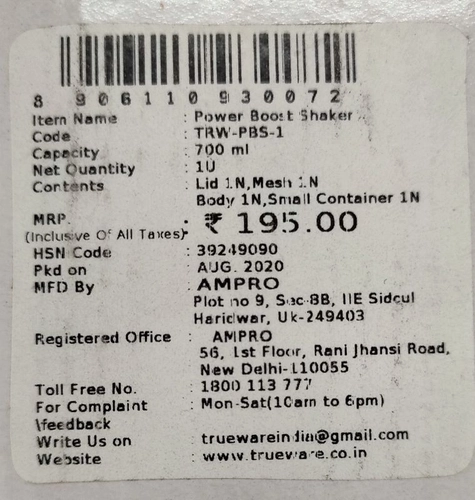 8 906110 930072
Item Name : Power Boost Shaker
Code : TRW-PBS-1
Capacity : 700 ml
Net Quantity : 1U
Contents : Lid 1N,Mesh 1N
Body 1N,Small Container 1N
MRP. : ₹ 195.00
(Inclusive Of All Taxes)
HSN Code : 39249090
Pkd on : AUG. 2020
MFD By : AMPRO
Plot no 9, Sec-8B, IIE Sidcul
Haridwar, Uk-249403
Registered Office : AMPRO
56, 1st Floor, Rani Jhansi Road,
New Delhi-110055
Toll Free No. : 1800 113 777
For Complaint : Mon-Sat(10am to 6pm)
\feedback
Write Us on : truewareindia@gmail.com
Website : www.trueware.co.in